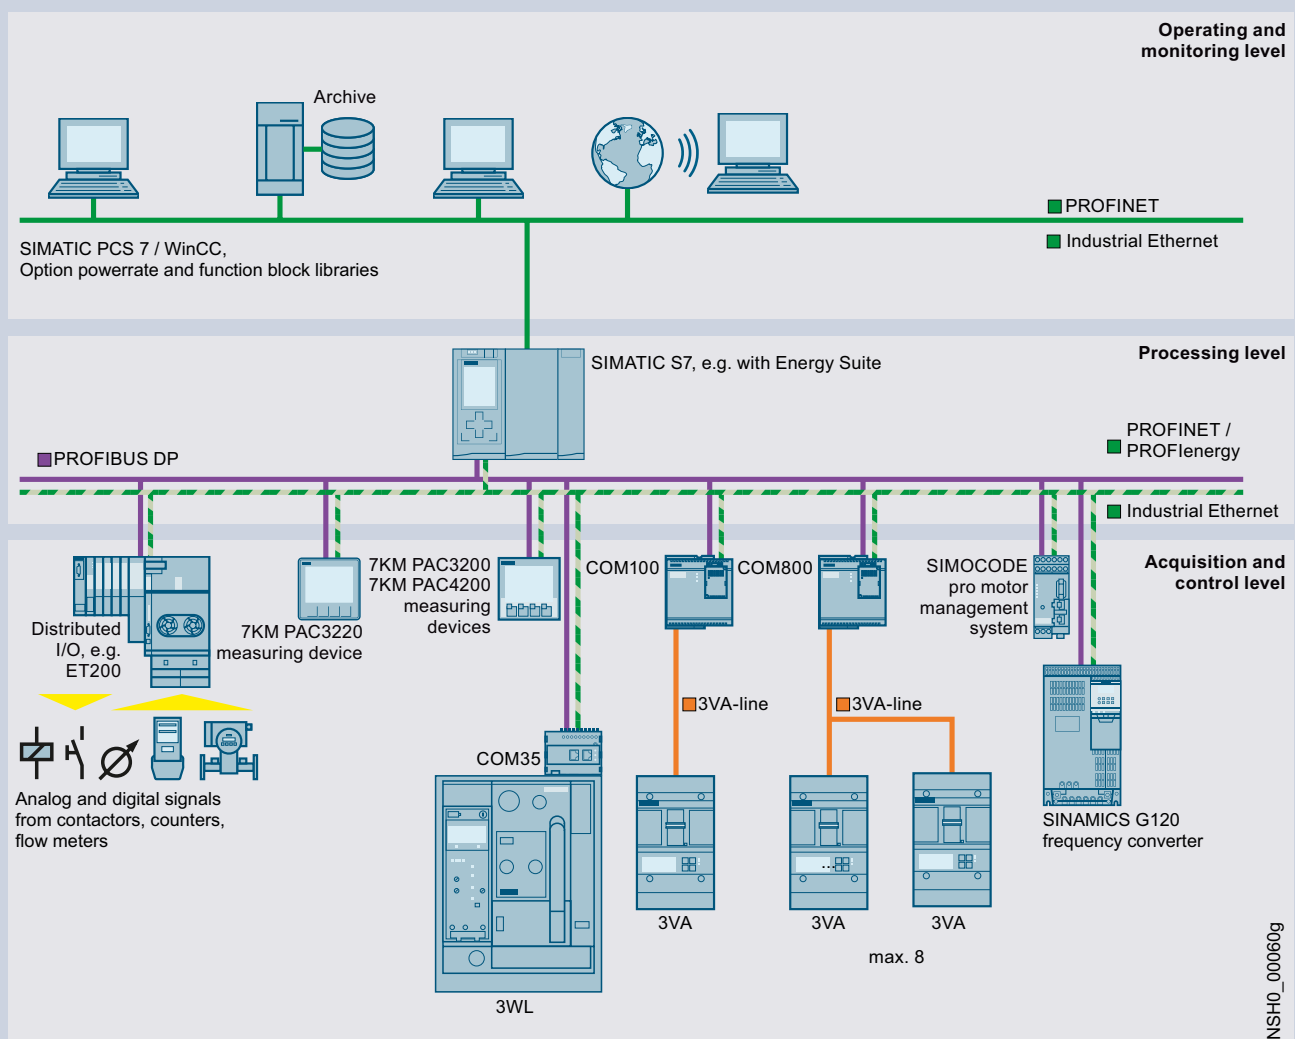 Operating and
monitoring level
Archive
PROFINET
Industrial Ethernet
SIMATIC PCS 7 / WinCC,
Option powerrate and function block libraries
Processing level
SIMATIC S7, e.g. with Energy Suite
PROFIBUS DP
PROFINET /
PROFIenergy
Industrial Ethernet
Acquisition and
control level
Distributed
I/O, e.g.
ET200
7KM PAC3220
measuring device
7KM PAC3200
7KM PAC4200
measuring
devices
COM100
COM800
SIMOCODE
pro motor
management
system
3VA-line
3VA-line
COM35
Analog and digital signals
from contactors, counters,
flow meters
SINAMICS G120
frequency converter
3VA
3VA
3VA
max. 8
3WL
NSH0_00060g